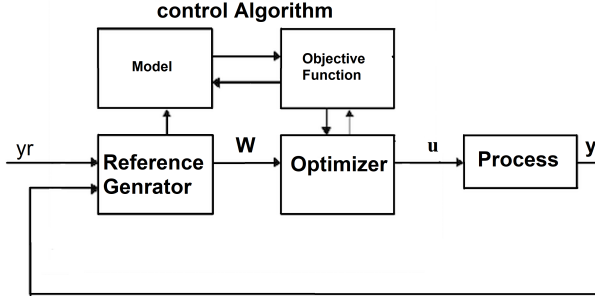 control Algorithm
Model
Objective
Function
yr
Reference
Genrator
W
Optimizer
u
Process
y